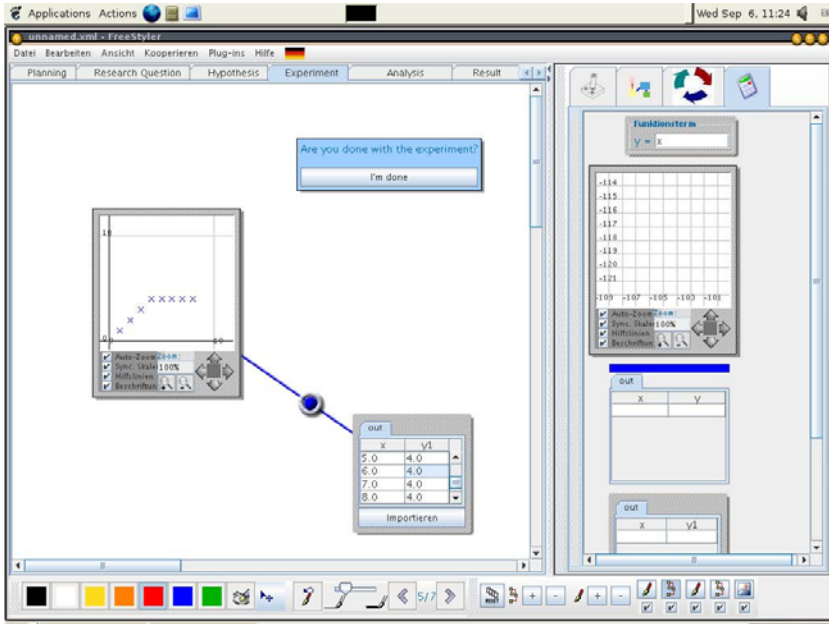 Applications Actions
Wed Sep 6, 11:24
unnamed.xml - FreeStyler
Datei Bearbeiten Ansicht Kooperieren Plug-ins Hilfe
Planning Research Question Hypothesis Experiment Analysis Result
Are you done with the experiment?
I'm done
10
0 10
Auto-Zoom Zoom:
Sync. Skalen 100%
Hilfslinien
Beschriftun
out
x y1
5.0 4.0
6.0 4.0
7.0 4.0
8.0 4.0
Importieren
Funktionsterm
y = x
-114
-115
-116
-117
-118
-119
-120
-121
-109 -107 -105 -103 -101
Auto-Zoom Zoom:
Sync. Skaler 100%
Hilfslinien
Beschriftun
out
x y
out
x y1
5/7
RESET